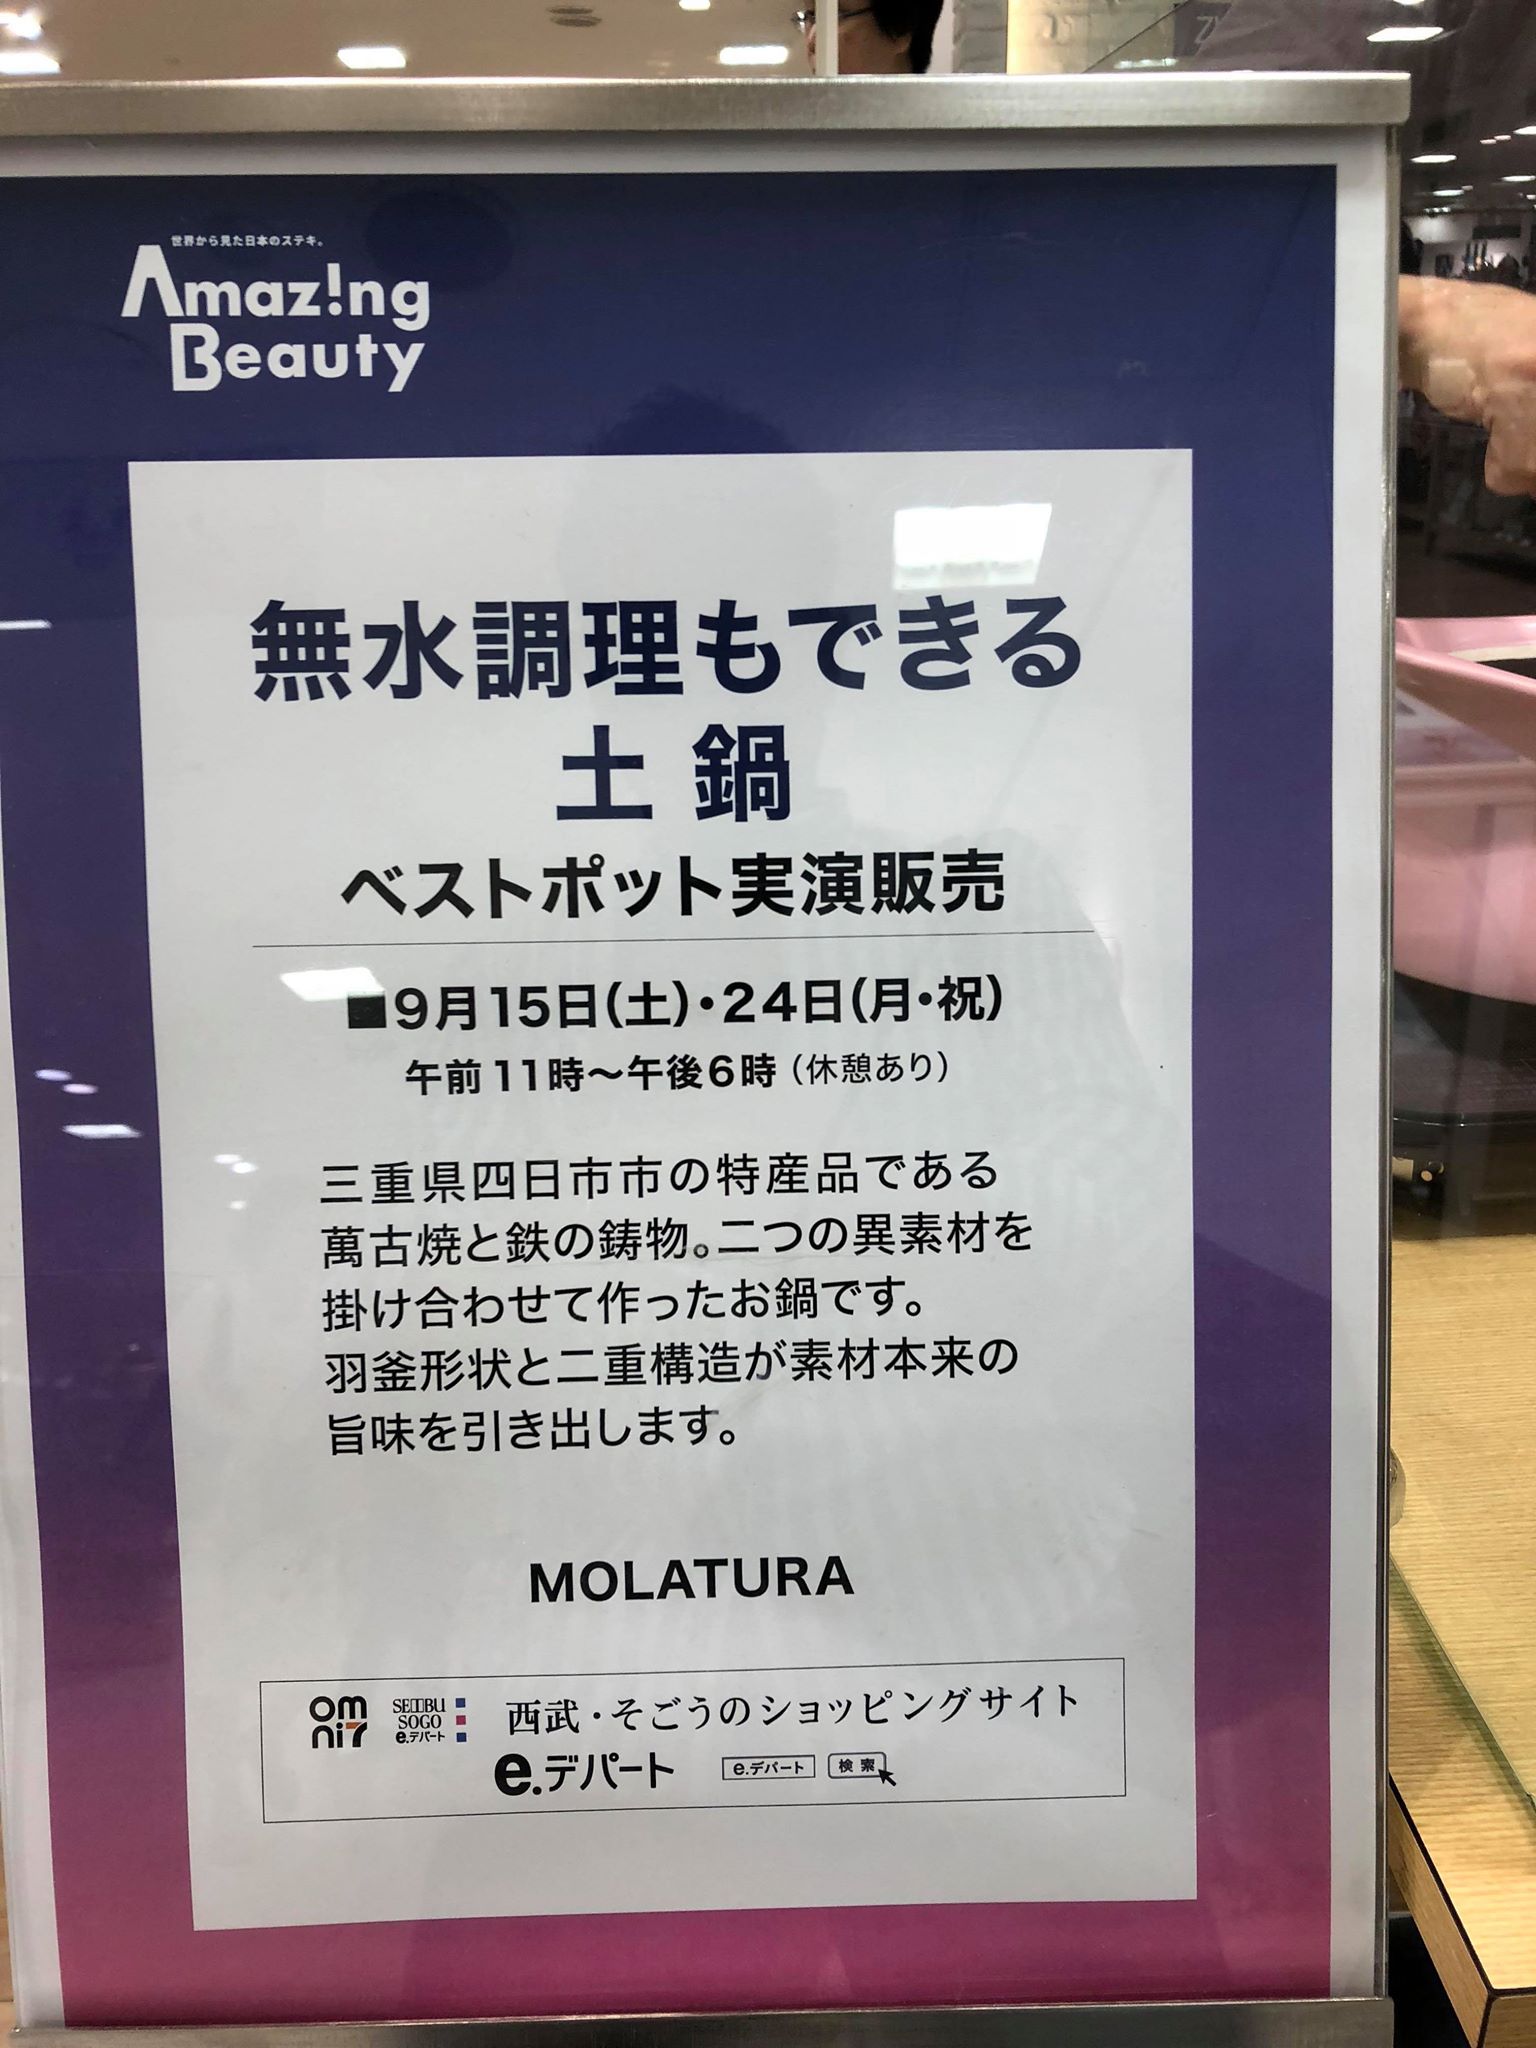 世界から見た日本のステキ。
Amaz!ng
Beauty
無水調理もできる
土鍋
ベストポット実演販売
■9月15日(土)・24日(月・祝)
午前11時〜午後6時（休憩あり）
三重県四日市市の特産品である
萬古焼と鉄の鋳物。二つの異素材を
掛け合わせて作ったお鍋です。
羽釜形状と二重構造が素材本来の
旨味を引き出します。
MOLATURA
om
ni7
SEIBU
SOGO
e.デパート
西武・そごうのショッピングサイト
e.デパート
e.デパート 検索